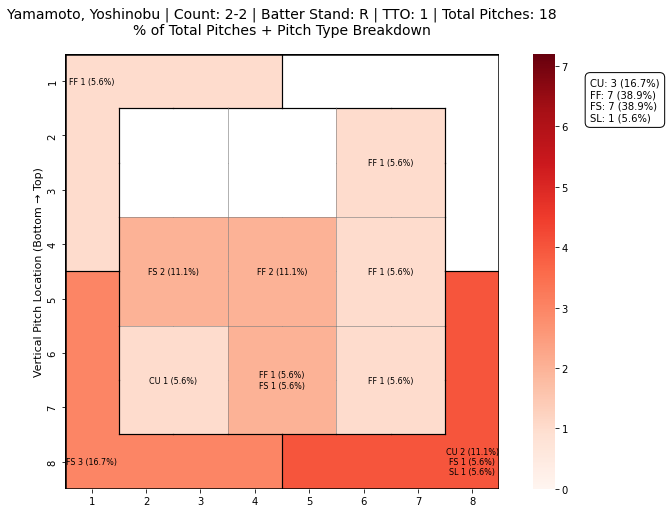 Yamamoto, Yoshinobu | Count: 2-2 | Batter Stand: R | TTO: 1 | Total Pitches: 18
% of Total Pitches + Pitch Type Breakdown
Vertical Pitch Location (Bottom → Top)
1
2
3
4
5
6
7
8
FF 1 (5.6%)
FF 1 (5.6%)
FS 2 (11.1%)
FF 2 (11.1%)
FF 1 (5.6%)
CU 1 (5.6%)
FF 1 (5.6%)
FS 1 (5.6%)
FF 1 (5.6%)
FS 3 (16.7%)
CU 2 (11.1%)
FS 1 (5.6%)
SL 1 (5.6%)
1
2
3
4
5
6
7
8
7
6
5
4
3
2
1
0
CU: 3 (16.7%)
FF: 7 (38.9%)
FS: 7 (38.9%)
SL: 1 (5.6%)